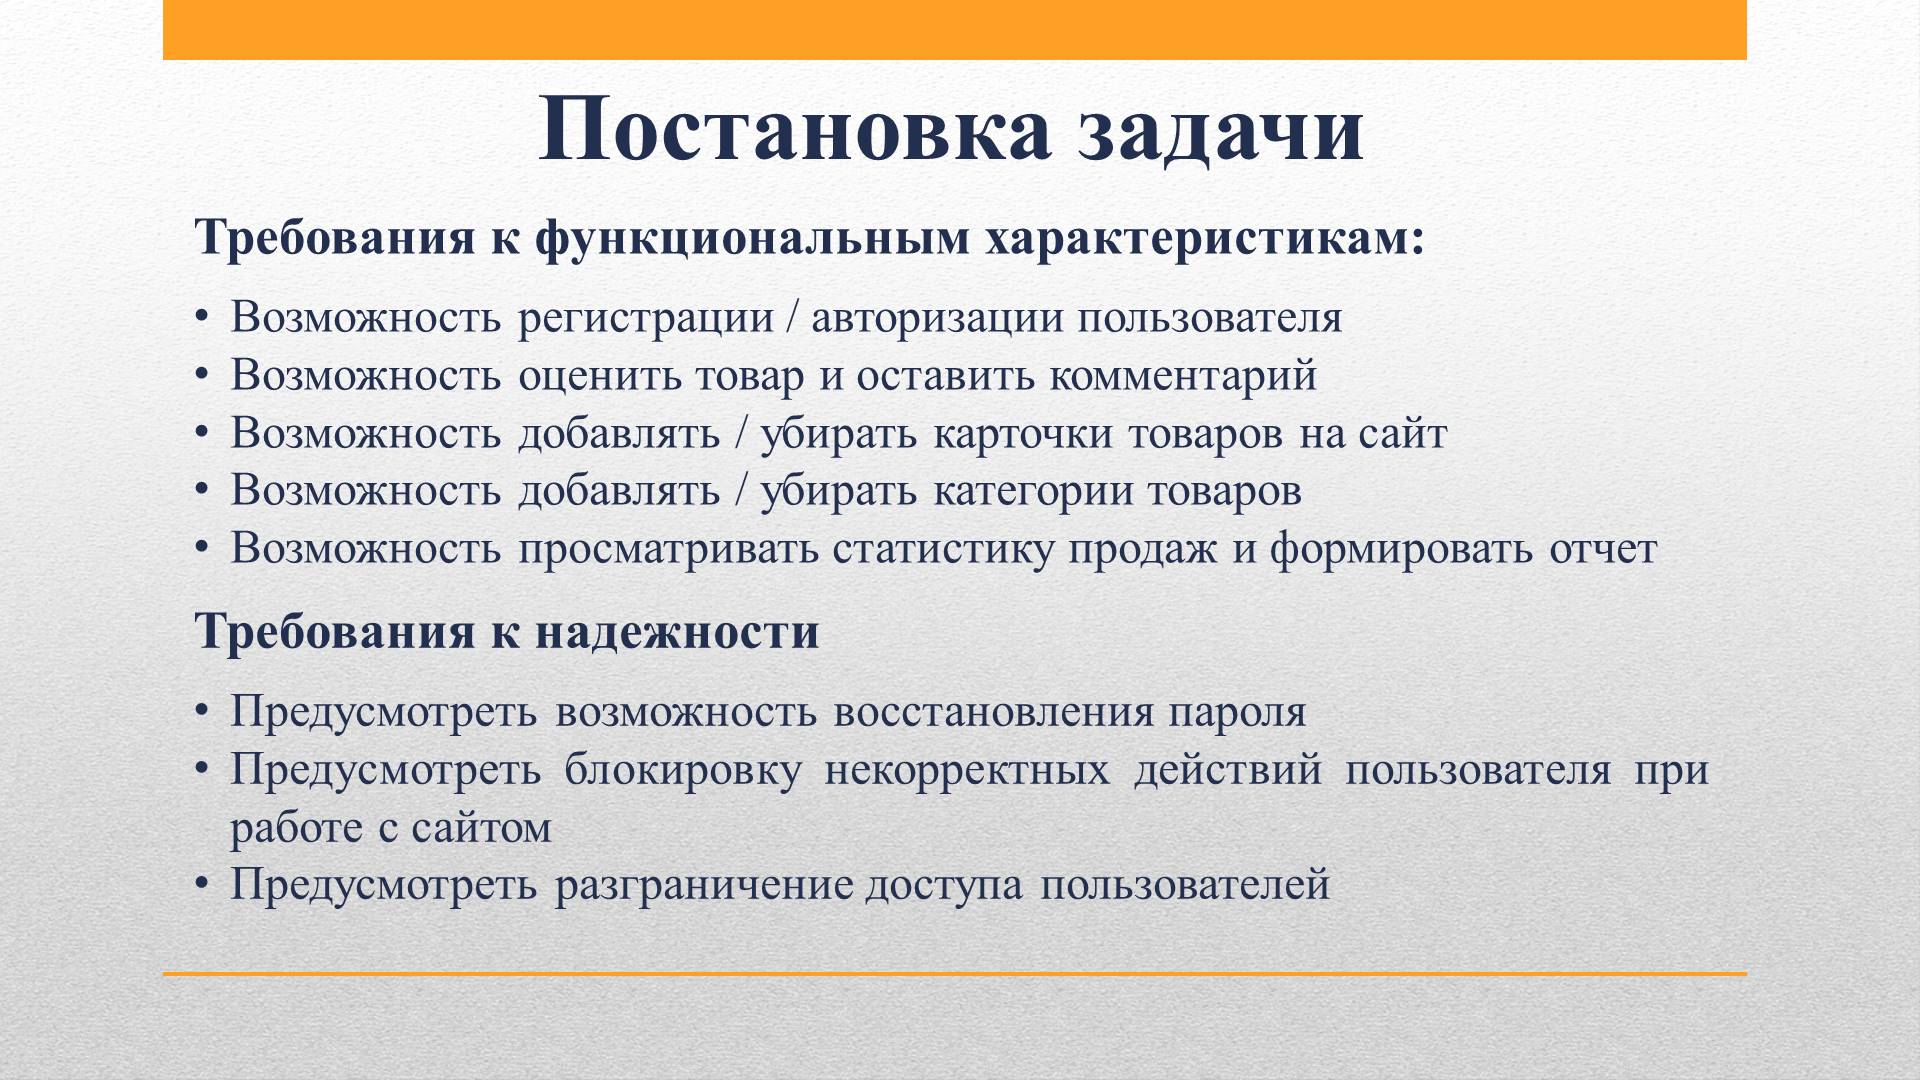 Постановка задачи
Требования к функциональным характеристикам:
• Возможность регистрации / авторизации пользователя
• Возможность оценить товар и оставить комментарий
• Возможность добавлять / убирать карточки товаров на сайт
• Возможность добавлять / убирать категории товаров
• Возможность просматривать статистику продаж и формировать отчет
Требования к надежности
• Предусмотреть возможность восстановления пароля
• Предусмотреть блокировку некорректных действий пользователя при
работе с сайтом
• Предусмотреть разграничение доступа пользователей